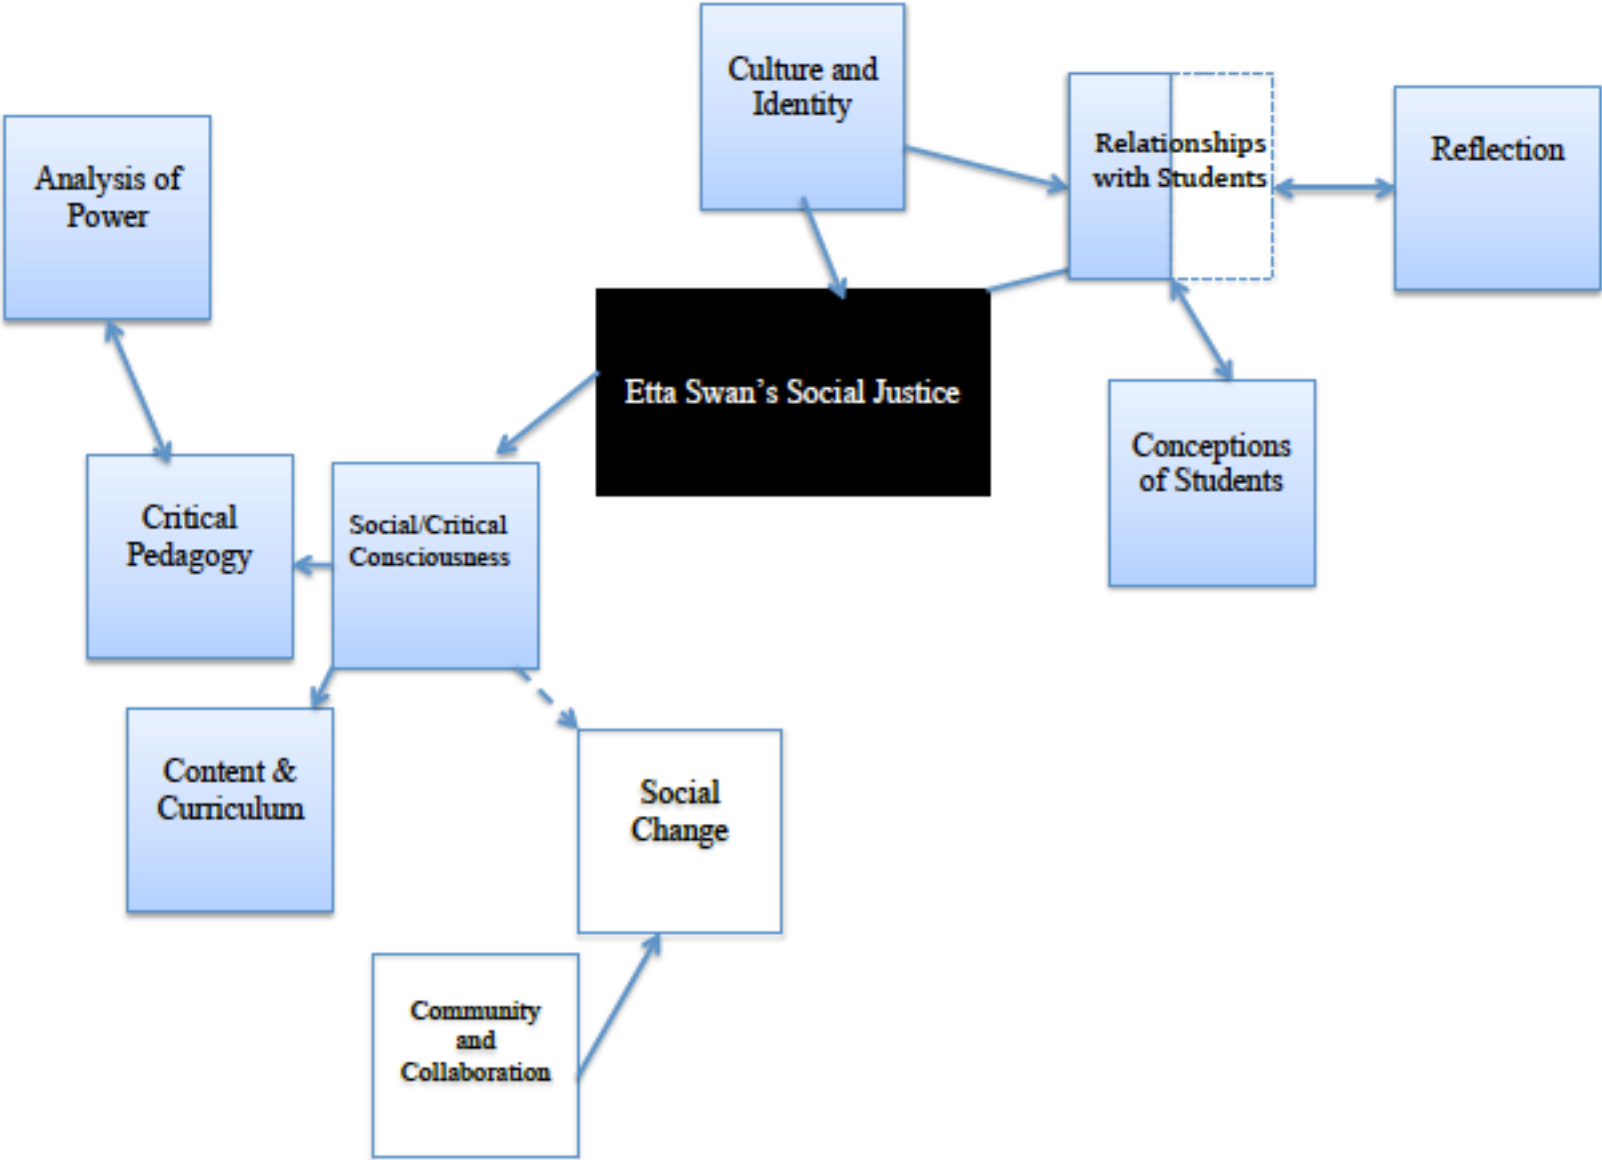 Culture and
Identity
Relationships
with Students
Reflection
Analysis of
Power
Etta Swan’s Social Justice
Conceptions
of Students
Critical
Pedagogy
Social/Critical
Consciousness
Content &
Curriculum
Social
Change
Community
and
Collaboration